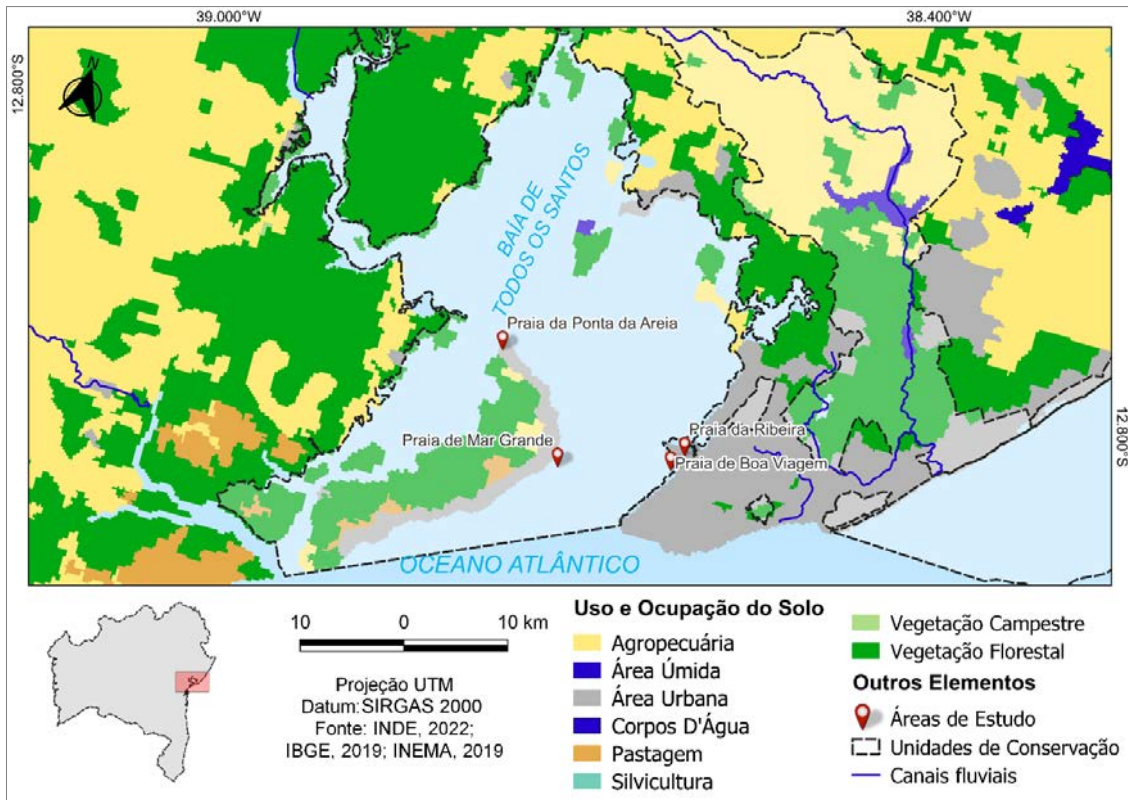 39.000°W
38.400°W
12.800°S
N
BAÍA DE
TODOS OS SANTOS
Praia da Ponta da Areia
Praia de Mar Grande
Praia da Ribeira
Praia de Boa Viagem
12.800°S
OCEANO ATLÂNTICO
10 0 10 km
Projeção UTM
Datum:SIRGAS 2000
Fonte: INDE, 2022;
IBGE, 2019; INEMA, 2019
Uso e Ocupação do Solo
Agropecuária
Área Úmida
Área Urbana
Corpos D'Água
Pastagem
Silvicultura
Vegetação Campestre
Vegetação Florestal
Outros Elementos
Áreas de Estudo
Unidades de Conservação
Canais fluviais